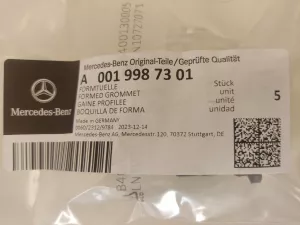 A00130005
A10727071
Mercedes-Benz Original-Teile/Geprüfte Qualität
A 001 998 73 01
FORMTUELLE
FORMED GROMMET
GAINE PROFILEE
BOQUILLA DE FORMA
Stück
unit
unité
unidad
5
Made in GERMANY
2023-12-14
Mercedes-Benz AG, Mercedesstr.120, 70372 Stuttgart, DE
Mercedes-Benz